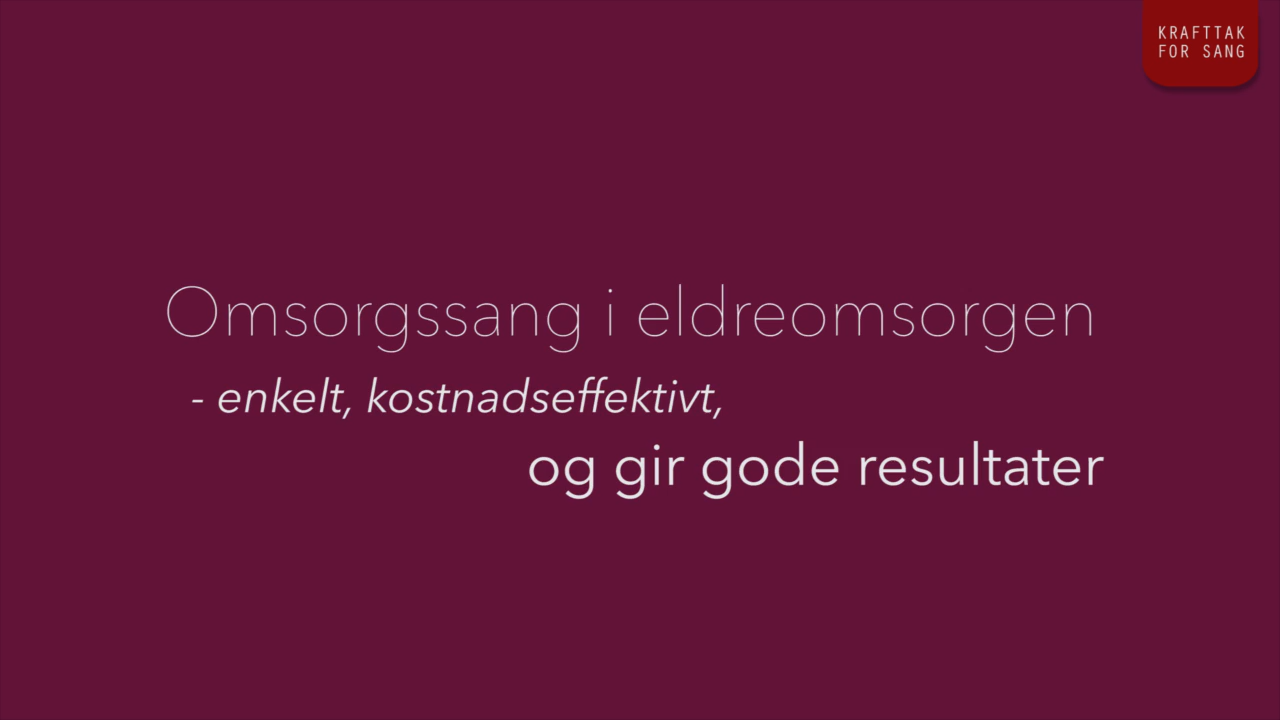 KRAFTTAK
FOR SANG
Omsorgssang i eldreomsorgen
- enkelt, kostnadseffektivt,
og gir gode resultater